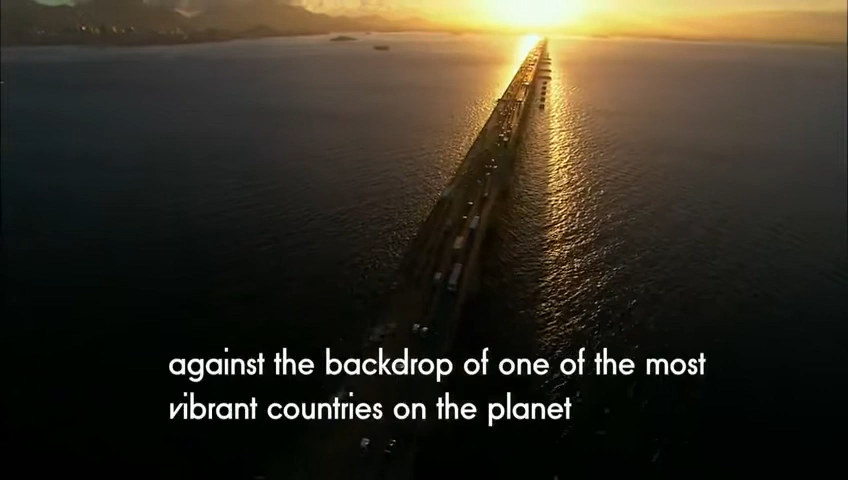 against the backdrop of one of the most
vibrant countries on the planet